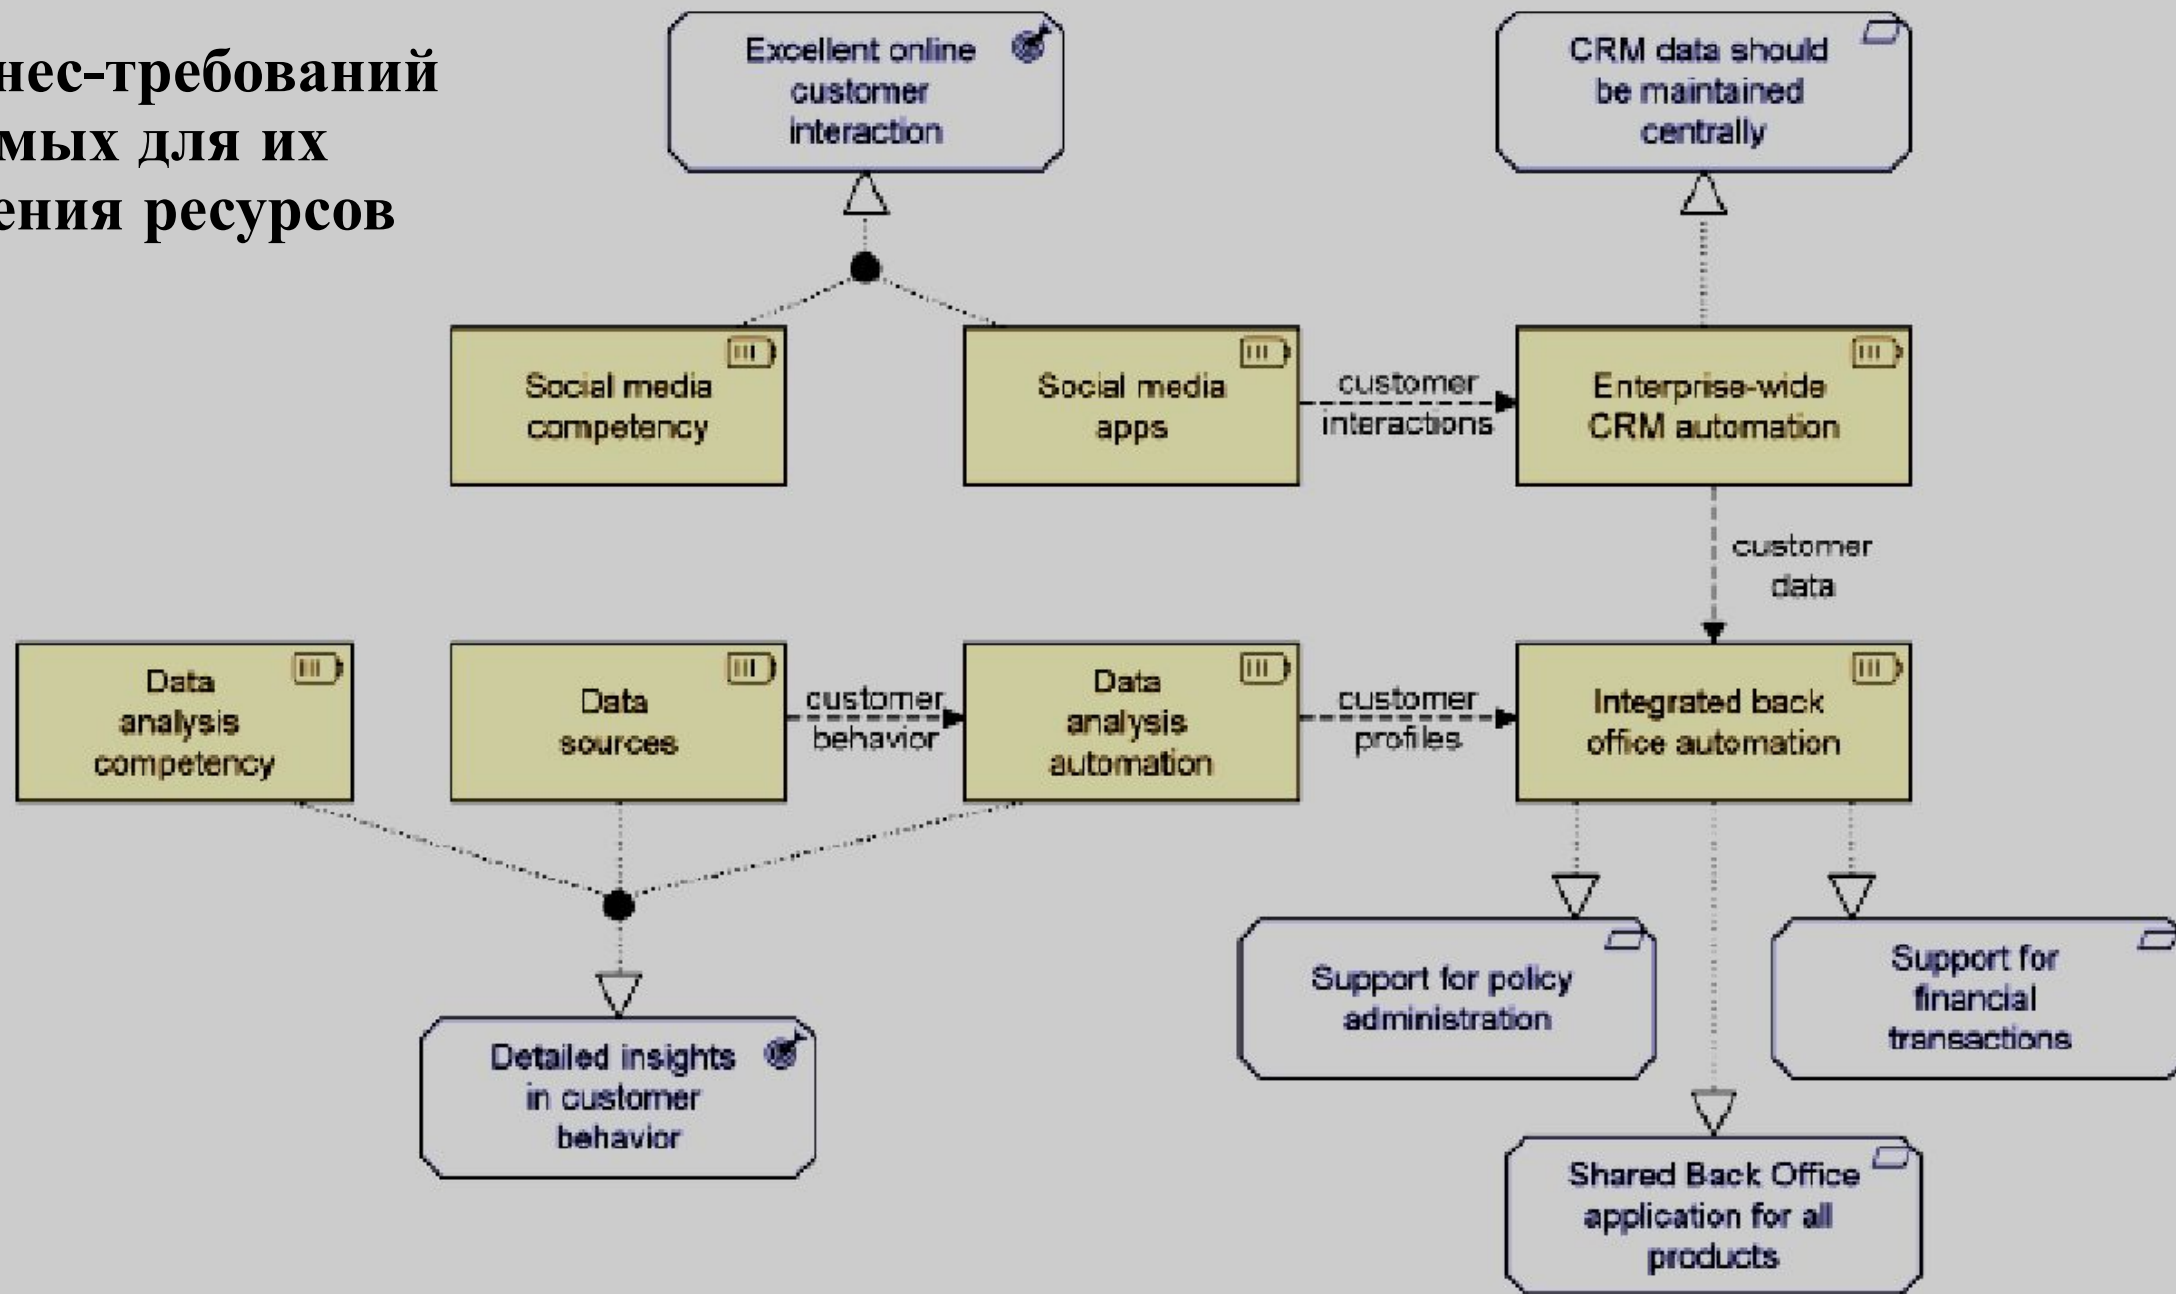 нес-требований
мых для их
ения ресурсов
Excellent online
customer
interaction
CRM data should
be maintained
centrally
Social media
competency
Social media
apps
customer
interactions
Enterprise-wide
CRM automation
customer
data
Data
analysis
competency
Data
sources
customer
behavior
Data
analysis
automation
customer
profiles
Integrated back
office automation
Support for policy
administration
Support for
financial
transactions
Detailed insights
in customer
behavior
Shared Back Office
application for all
products